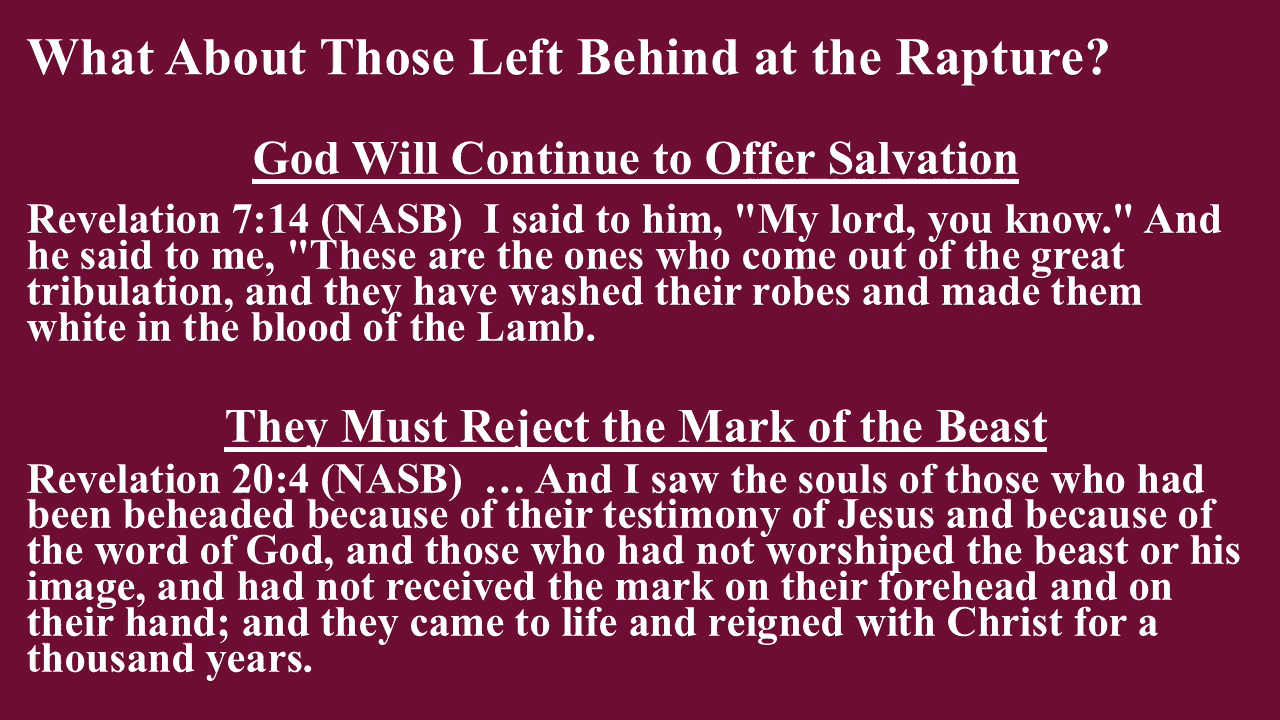 What About Those Left Behind at the Rapture?
God Will Continue to Offer Salvation
Revelation 7:14 (NASB)  I said to him, "My lord, you know." And
he said to me, "These are the ones who come out of the great
tribulation, and they have washed their robes and made them
white in the blood of the Lamb.
They Must Reject the Mark of the Beast
Revelation 20:4 (NASB)  … And I saw the souls of those who had
been beheaded because of their testimony of Jesus and because of
the word of God, and those who had not worshiped the beast or his
image, and had not received the mark on their forehead and on
their hand; and they came to life and reigned with Christ for a
thousand years.